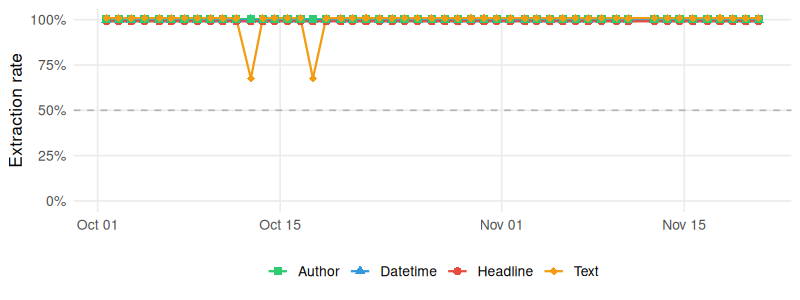 Extraction rate
100%
75%
50%
25%
0%
Oct 01 Oct 15 Nov 01 Nov 15
Author Datetime Headline Text